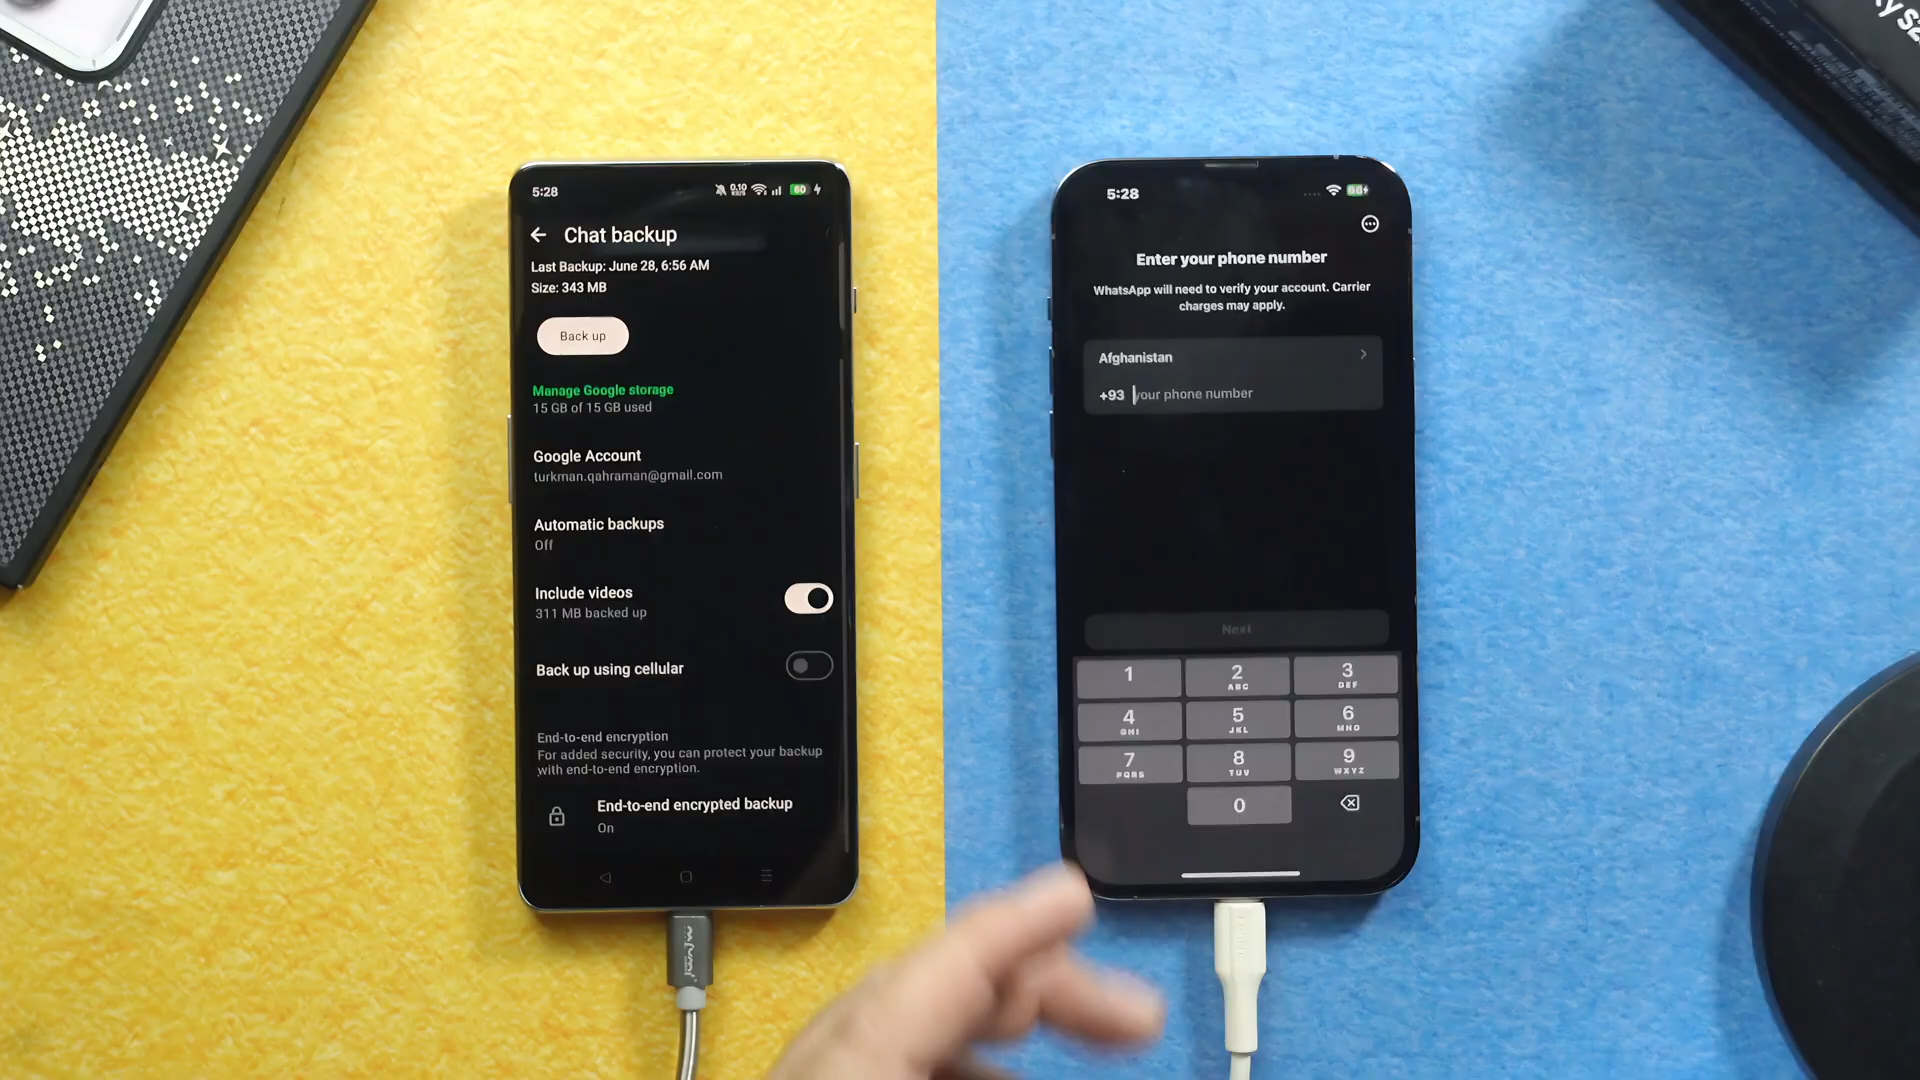 5:28
0.10
KB/S
60
Chat backup
Last Backup: June 28, 6:56 AM
Size: 343 MB
Back up
Manage Google storage
15 GB of 15 GB used
Google Account
turkman.qahraman@gmail.com
Automatic backups
Off
Include videos
311 MB backed up
Back up using cellular
End-to-end encryption
For added security, you can protect your backup
with end-to-end encryption.
End-to-end encrypted backup
On
5:28
Enter your phone number
WhatsApp will need to verify your account. Carrier
charges may apply.
Afghanistan
+93 your phone number
Next
1 2 3
ABC DEF
4 5 6
GHI JKL MNO
7 8 9
PQRS TUV WXYZ
0